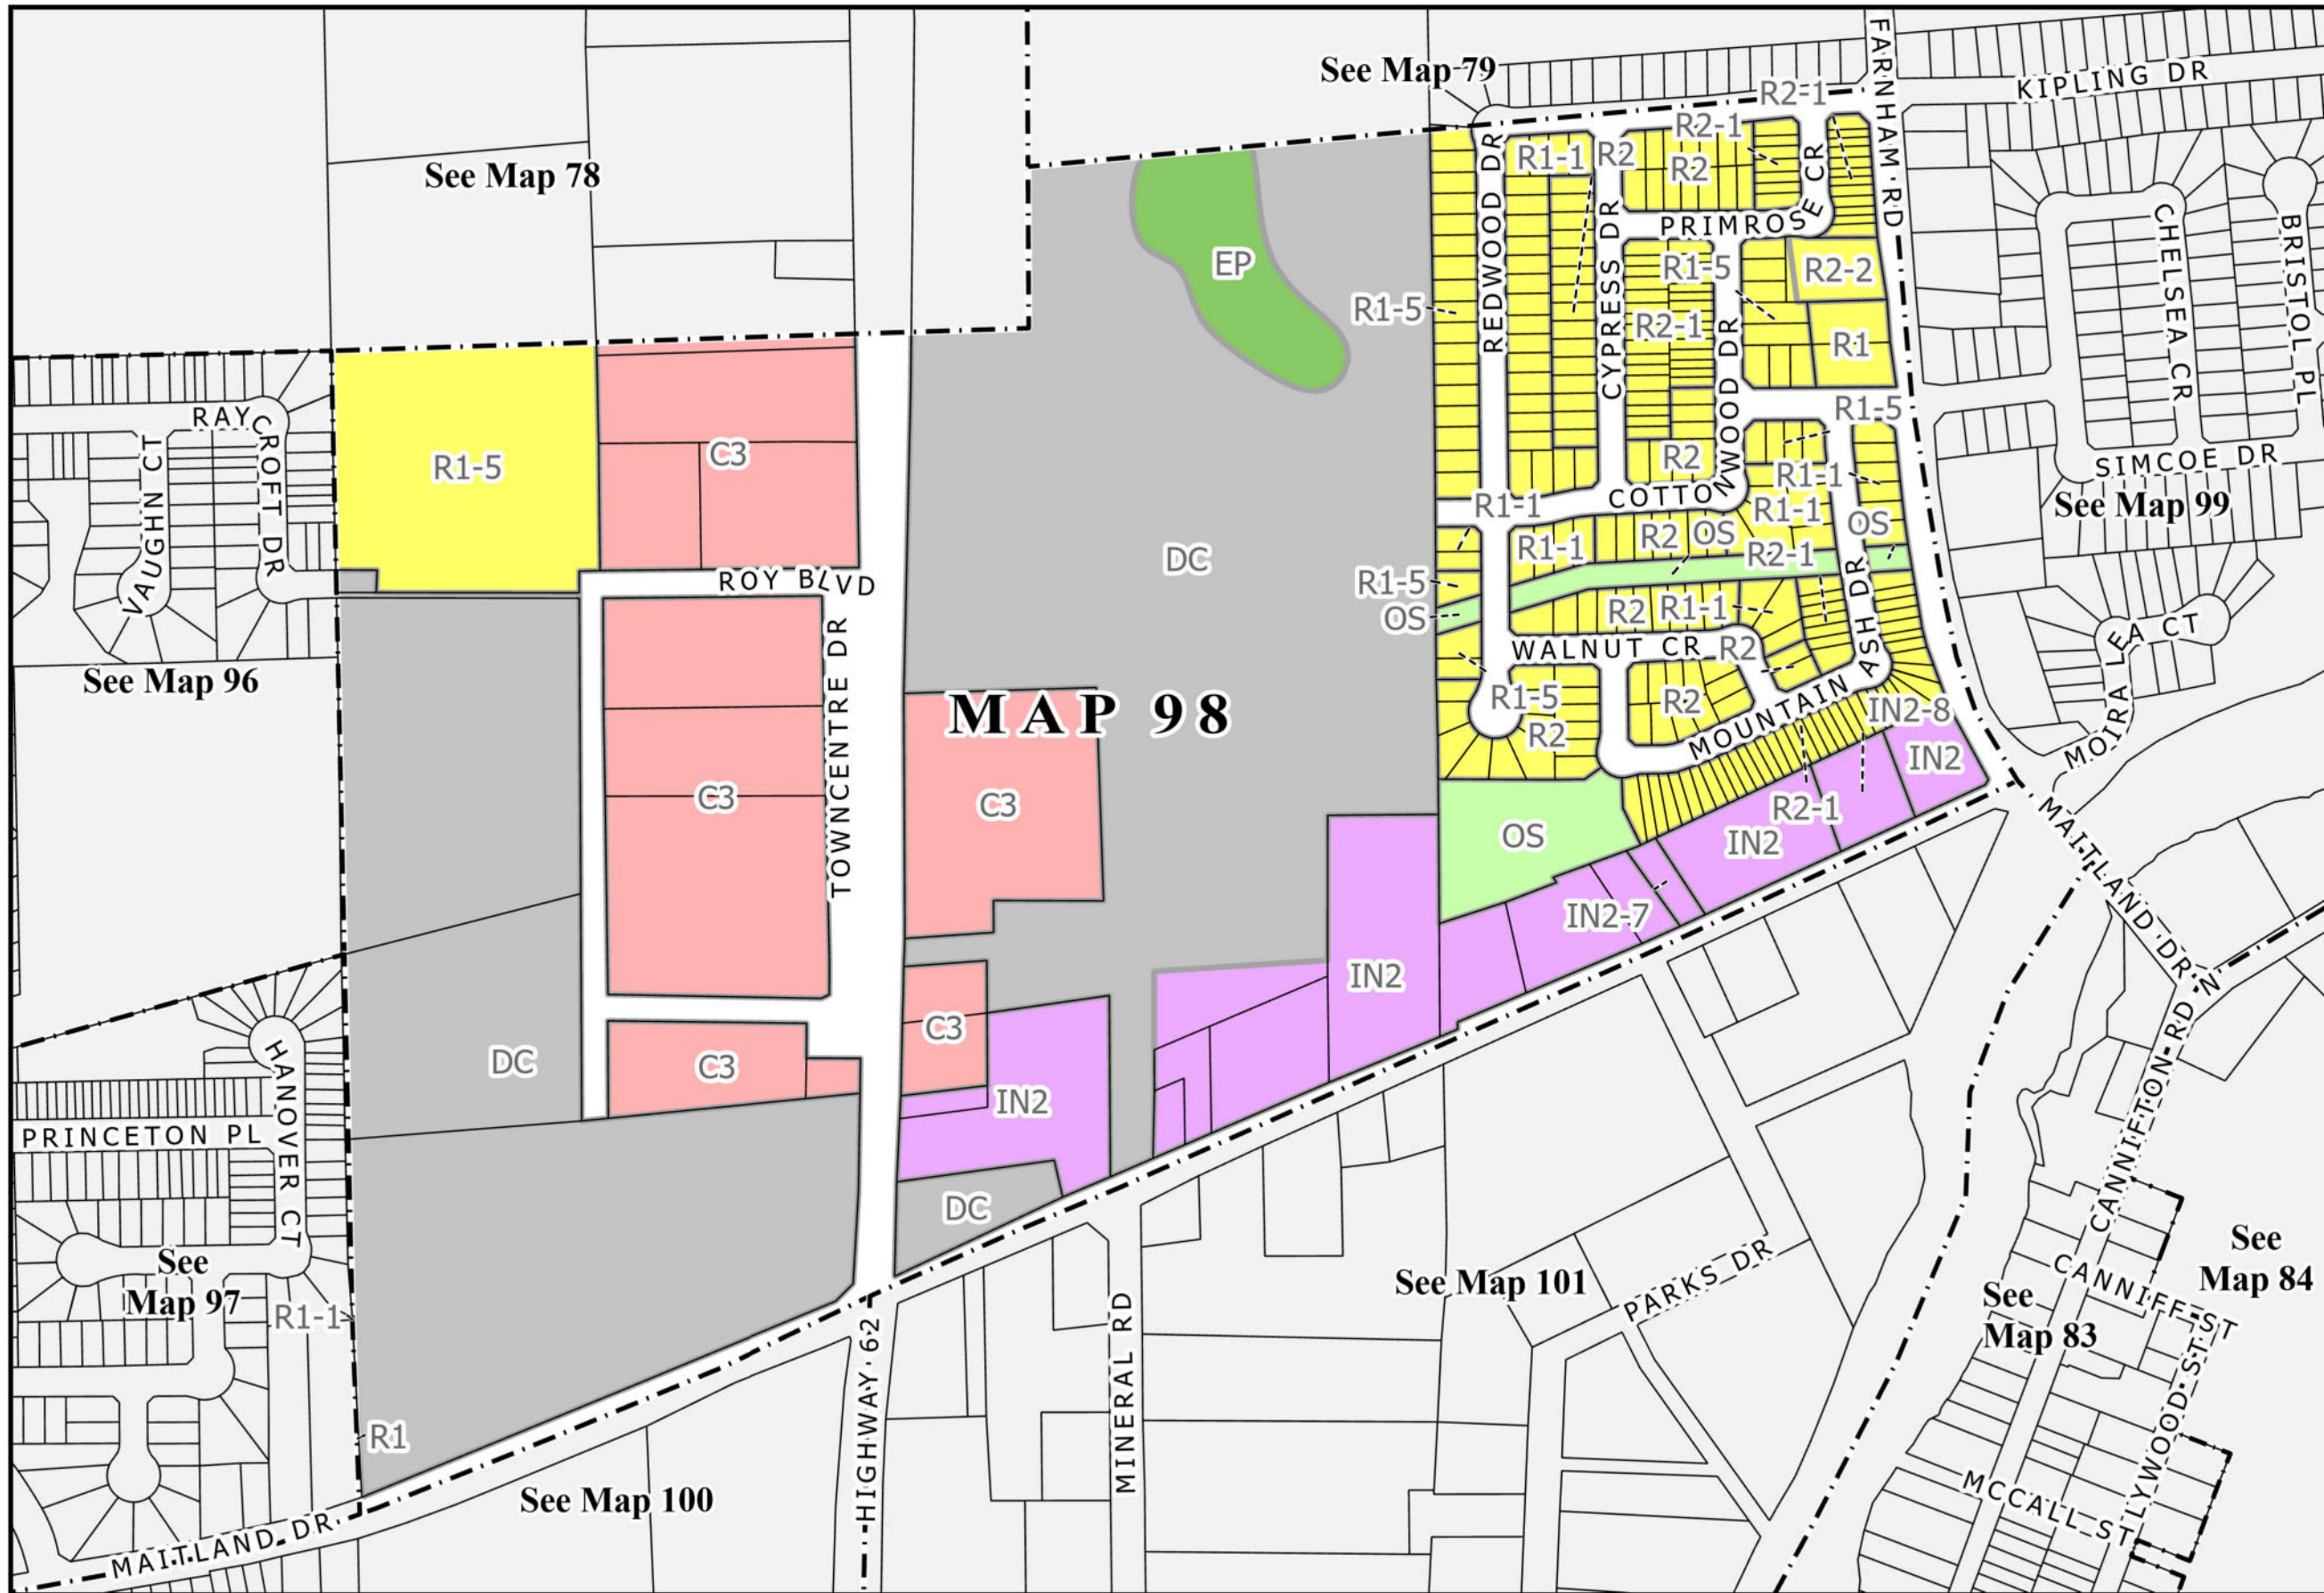 FARNHAM RD
See Map 79
KIPLING DR
R2-1
R2-1
R1-1
R2
R2
See Map 78
REDWOOD DR
CYPRESS DR
PRIMROSE CR
CHELSEA CR
BRISTOL PL
EP
R1-5
R2-2
R1-5
R2-1
R1
COTTONWOOD DR
RAYCROFT DR
VAUGHN CT
R1-5
C3
R1-5
R2
R1-1
SIMCOE DR
See Map 99
R1-1
R1-1
OS
R2
OS
R1-1
R2-1
DC
ROY BLVD
R1-5
OS
R2
R1-1
MOUNTAIN ASH DR
WALNUT CR
R2
MOIRA LEA CT
See Map 96
TOWNCENTRE DR
MAP 98
R1-5
R2
R2
IN2-8
IN2
C3
C3
R2-1
OS
IN2
MAITLAND DR
IN2-7
IN2
N
CANNIFTON RD
C3
HANOVER CT
DC
C3
IN2
PRINCETON PL
DC
See
Map 97
R1-1
See Map 101
PARKS DR
See
Map 84
CANNIFF ST
See
Map 83
HIGHWAY 62
MINERAL RD
R1
LYWOOD ST
See Map 100
MCCALL ST
MAITLAND DR